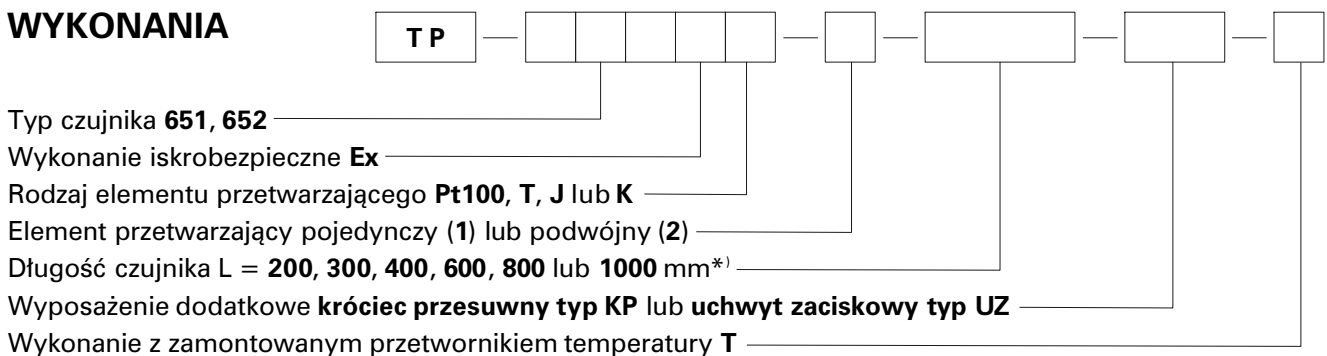 WYKONANIA
T P
Typ czujnika 651, 652
Wykonanie iskrobezpieczne Ex
Rodzaj elementu przetwarzającego Pt100, T, J lub K
Element przetwarzający pojedynczy (1) lub podwójny (2)
Długość czujnika L = 200, 300, 400, 600, 800 lub 1000 mm*)
Wyposażenie dodatkowe króciec przesuwny typ KP lub uchwyt zaciskowy typ UZ
Wykonanie z zamontowanym przetwornikiem temperatury T